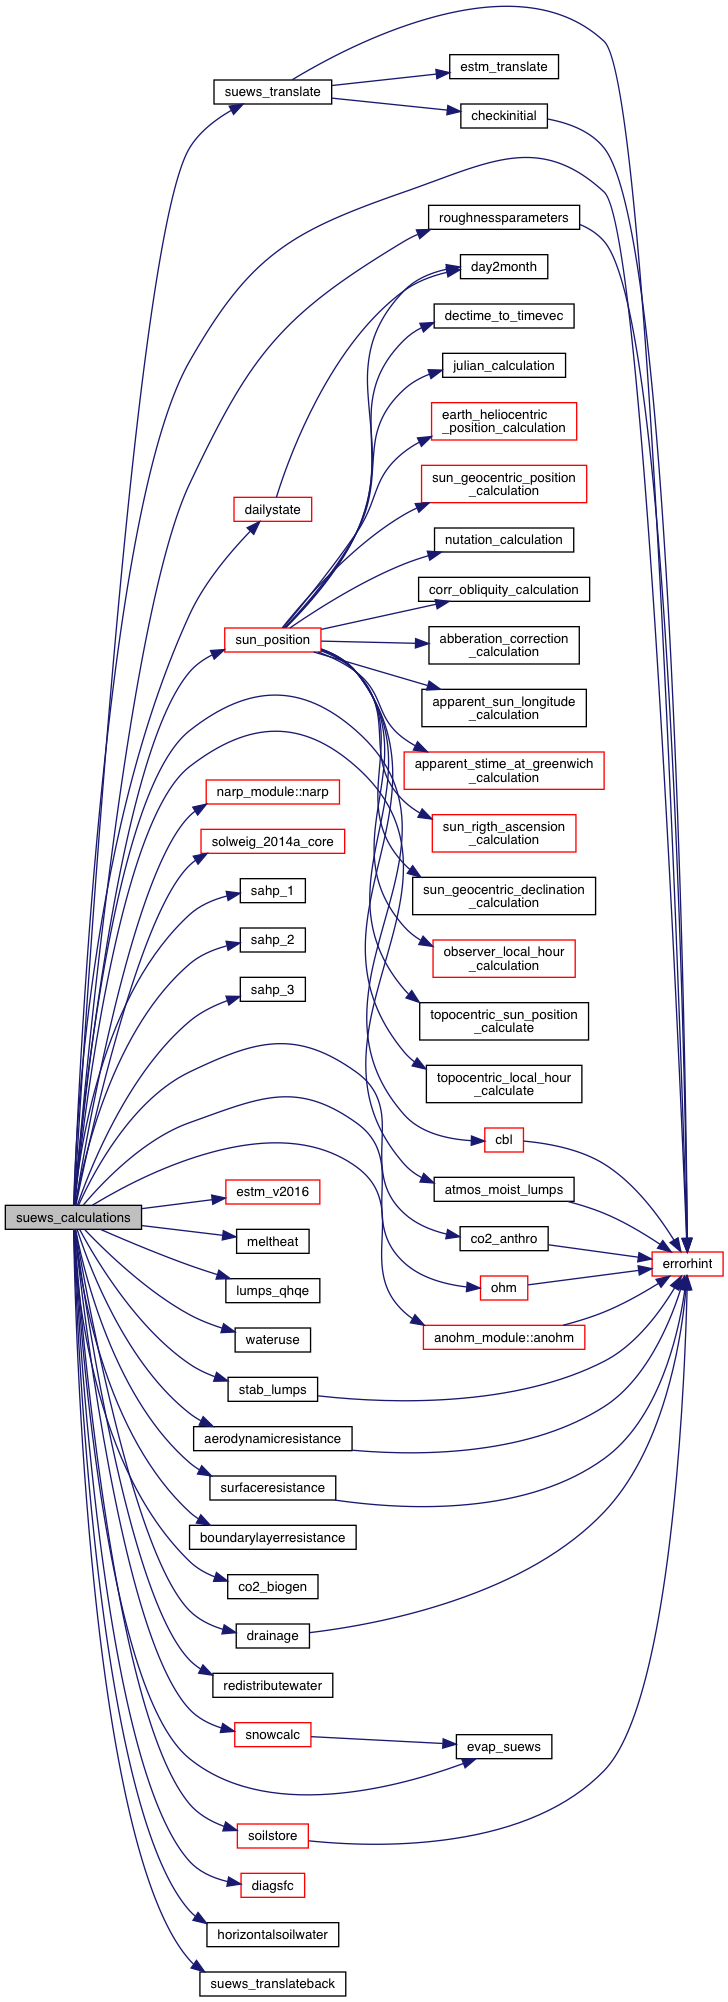 suews_translate
estm_translate
checkinitial
roughnessparameters
day2month
dectime_to_timevec
julian_calculation
earth_heliocentric
_position_calculation
sun_geocentric_position
_calculation
dailystate
nutation_calculation
corr_obliquity_calculation
sun_position
abberation_correction
_calculation
apparent_sun_longitude
_calculation
apparent_stime_at_greenwich
_calculation
narp_module::narp
sun_rigth_ascension
_calculation
solweig_2014a_core
sahp_1
sun_geocentric_declination
_calculation
sahp_2
observer_local_hour
_calculation
sahp_3
topocentric_sun_position
_calculate
topocentric_local_hour
_calculate
cbl
estm_v2016
atmos_moist_lumps
suews_calculations
meltheat
co2_anthro
errorhint
lumps_qhqe
ohm
wateruse
anohm_module::anohm
stab_lumps
aerodynamicresistance
surfaceresistance
boundarylayerresistance
co2_biogen
drainage
redistributewater
snowcalc
evap_suews
soilstore
diagsfc
horizontalsoilwater
suews_translateback